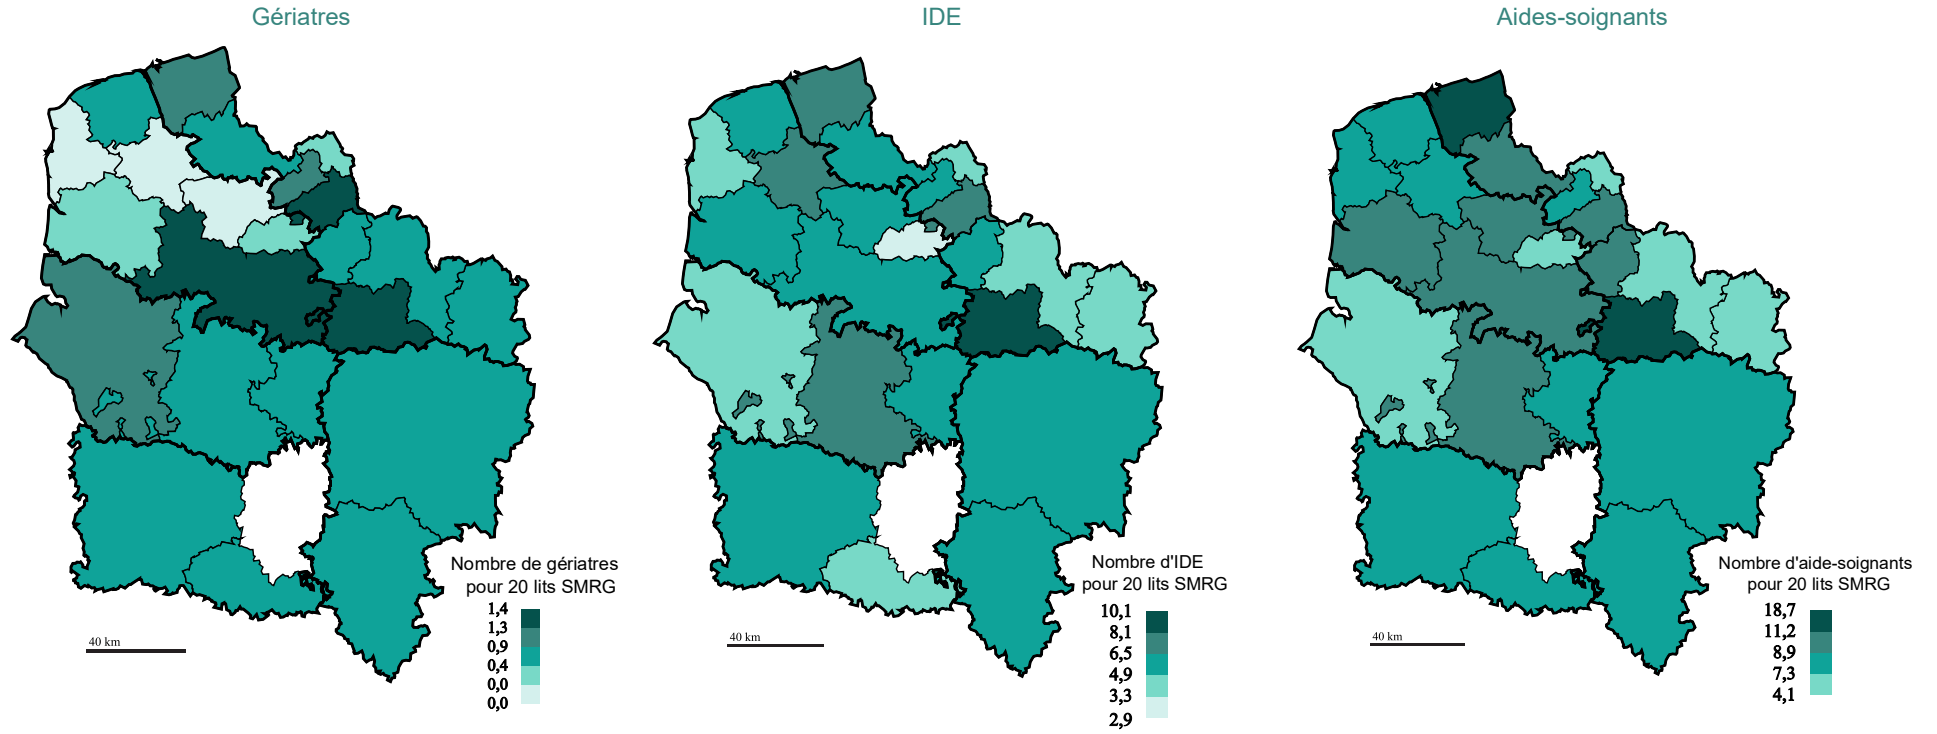 Gériatres
IDE
Aides-soignants
Nombre de gériatres
pour 20 lits SMRG
1,4
1,3
0,9
0,4
0,0
0,0
40 km
Nombre d'IDE
pour 20 lits SMRG
10,1
8,1
6,5
4,9
3,3
2,9
40 km
Nombre d'aide-soignants
pour 20 lits SMRG
18,7
11,2
8,9
7,3
4,1
40 km